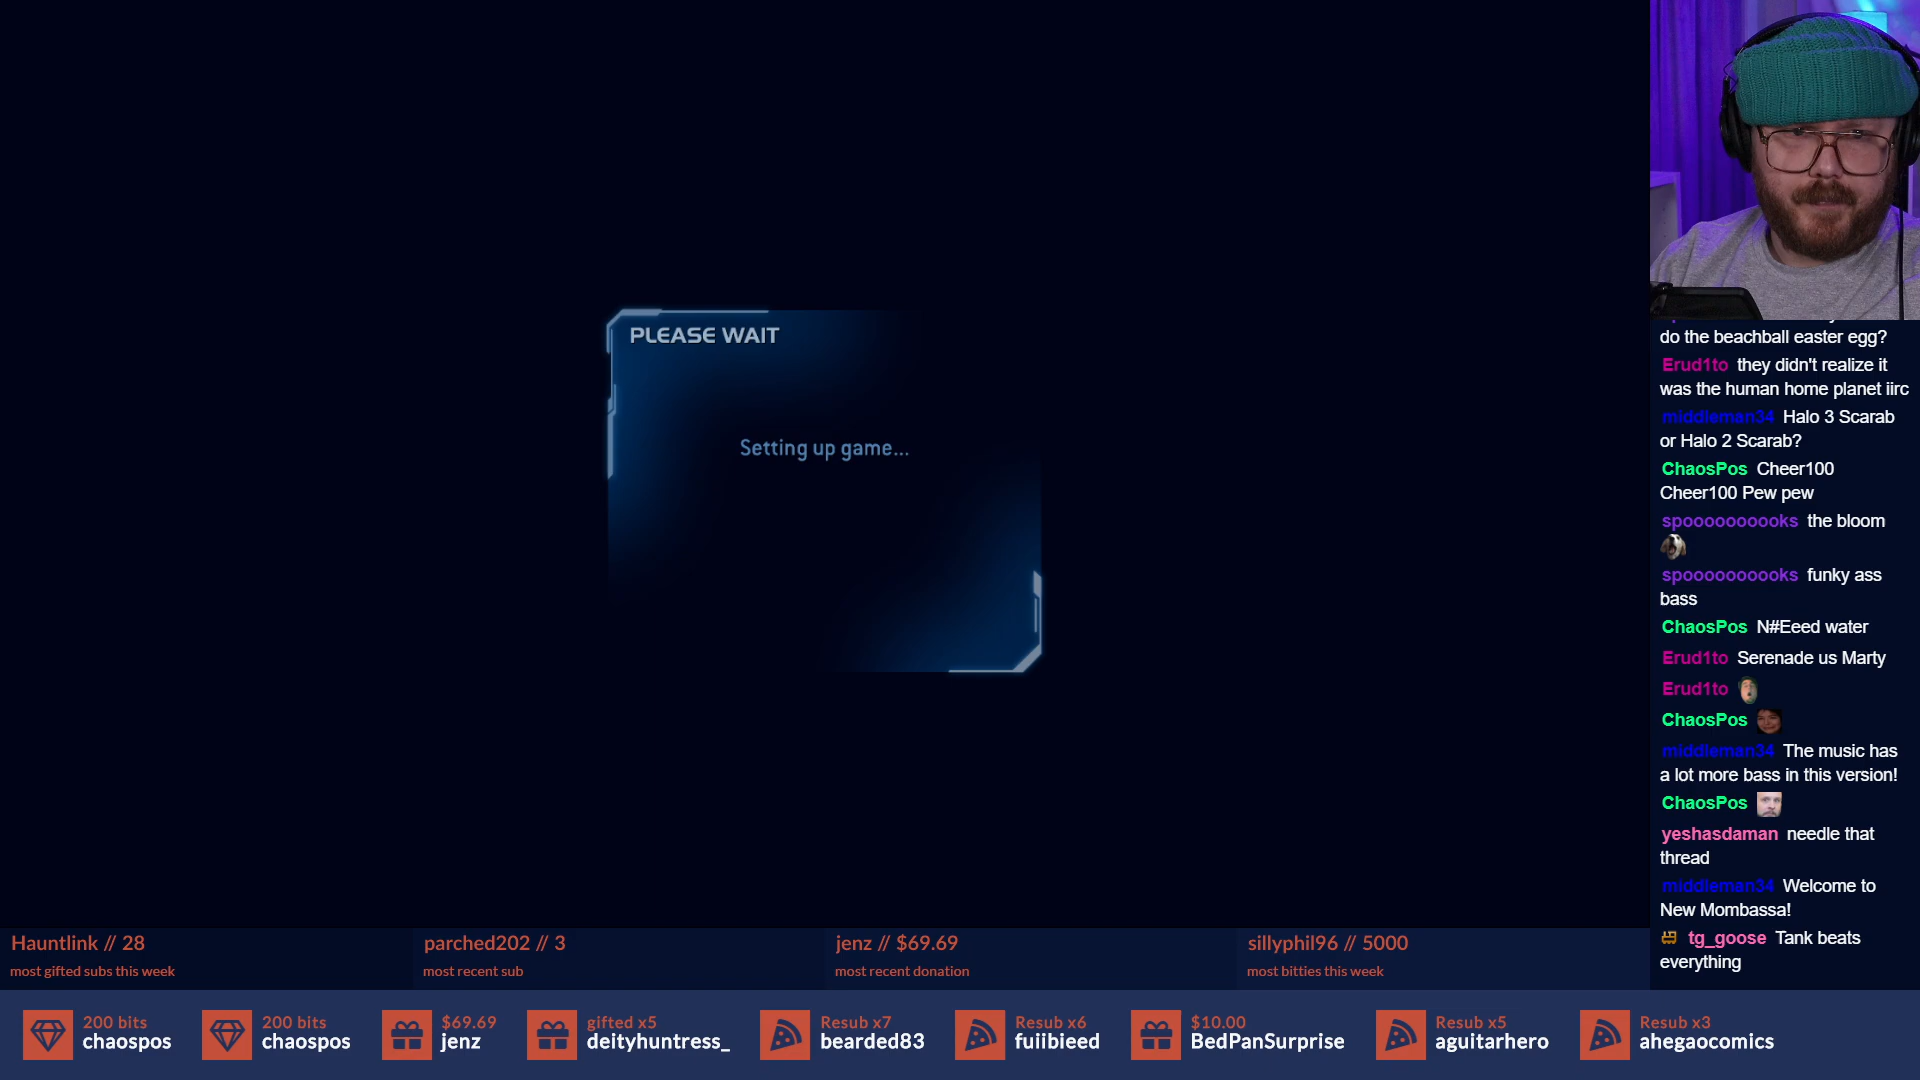 PLEASE WAIT
Setting up game...
do the beachball easter egg?
Erud1to they didn't realize it
was the human home planet iirc
middleman34 Halo 3 Scarab
or Halo 2 Scarab?
ChaosPos Cheer100
Cheer100 Pew pew
spoooooooooks the bloom
spoooooooooks funky ass
bass
ChaosPos N#Eeed water
Erud1to Serenade us Marty
Erud1to
ChaosPos
middleman34 The music has
a lot more bass in this version!
ChaosPos
yeshasdaman needle that
thread
middleman34 Welcome to
New Mombassa!
tg_goose Tank beats
everything
Hauntlink // 28
most gifted subs this week
parched202 // 3
most recent sub
jenz // $69.69
most recent donation
sillyphil96 // 5000
most bitties this week
200 bits
chaospos
200 bits
chaospos
$69.69
jenz
gifted x5
deityhuntress_
Resub x7
bearded83
Resub x6
fuiibieed
$10.00
BedPanSurprise
Resub x5
aguitarhero
Resub x3
ahegaocomics